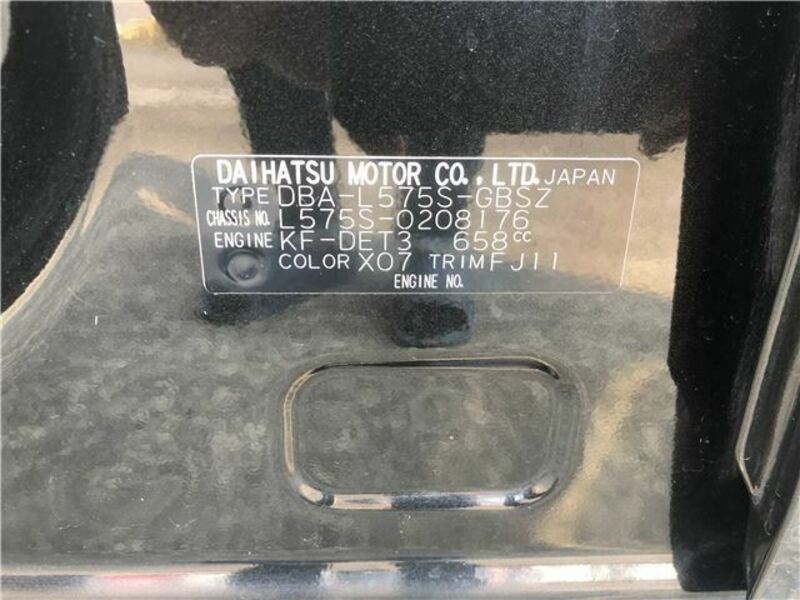 DAIHATSU MOTOR CO., LTD. JAPAN
TYPE DBA-L575S-GBSZ
CHASSIS NO. L575S-0208176
ENGINE KF-DET3 658cc
COLOR X07 TRIM FJ11
ENGINE NO.